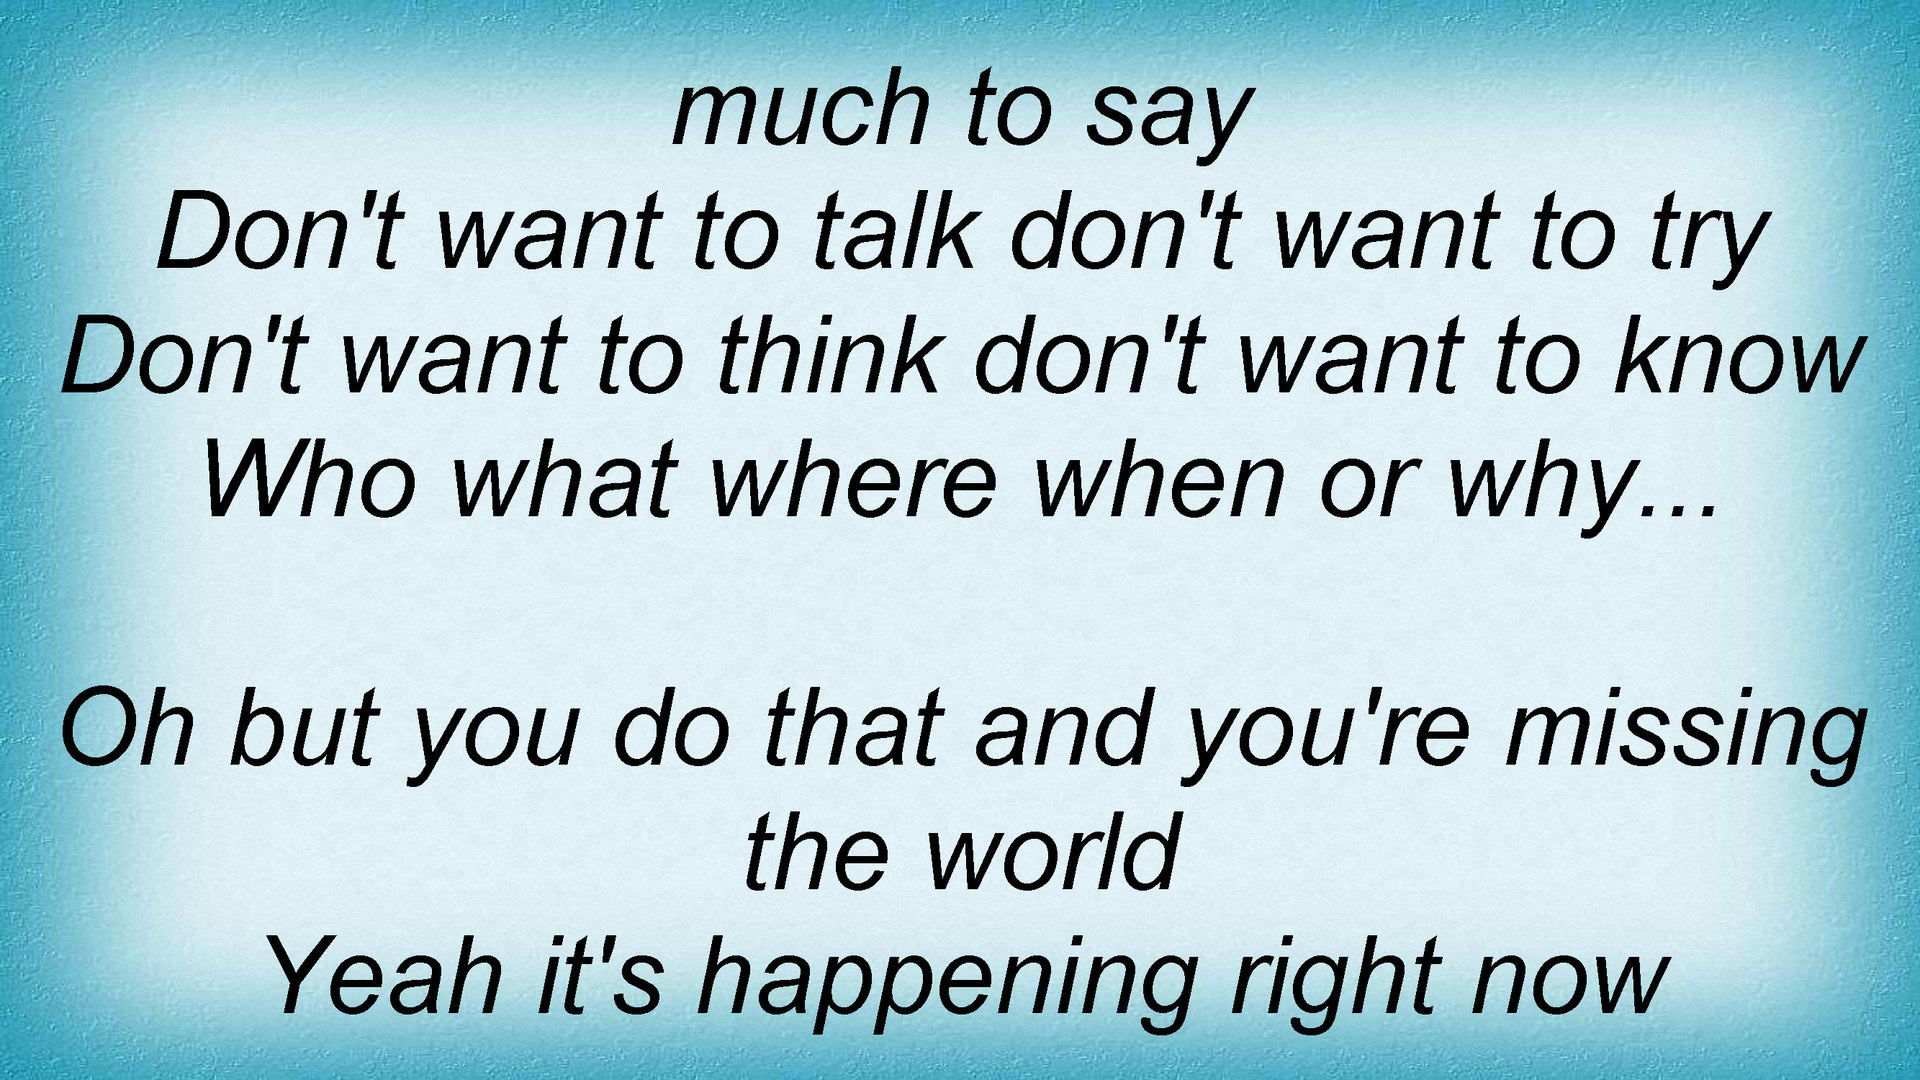 much to say
Don't want to talk don't want to try
Don't want to think don't want to know
Who what where when or why...
Oh but you do that and you're missing
the world
Yeah it's happening right now